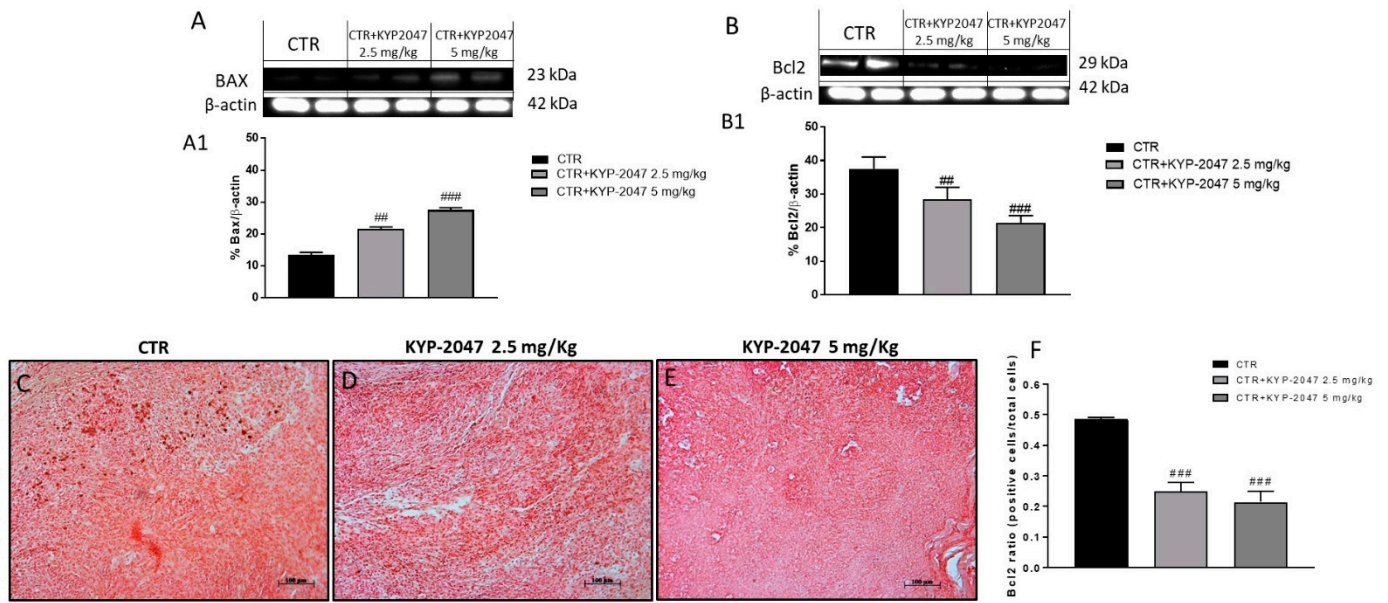 A
CTR
CTR+KYP2047
2.5 mg/kg
CTR+KYP2047
5 mg/kg
BAX
23 kDa
β-actin
42 kDa
B
CTR
CTR+KYP2047
2.5 mg/kg
CTR+KYP2047
5 mg/kg
Bcl2
29 kDa
β-actin
42 kDa
A1
% Bax/β-actin
50
40
30
20
10
0
##
###
CTR
CTR+KYP-2047 2.5 mg/kg
CTR+KYP-2047 5 mg/kg
B1
% Bcl2/β-actin
50
40
30
20
10
0
##
###
CTR
CTR+KYP-2047 2.5 mg/kg
CTR+KYP-2047 5 mg/kg
CTR
C
100 µm
KYP-2047 2.5 mg/Kg
D
100 µm
KYP-2047 5 mg/Kg
E
100 µm
F
Bcl2 ratio (positive cells/total cells)
0.6
0.5
0.4
0.3
0.2
0.1
0.0
###
###
CTR
CTR+KYP-2047 2.5 mg/kg
CTR+KYP-2047 5 mg/kg